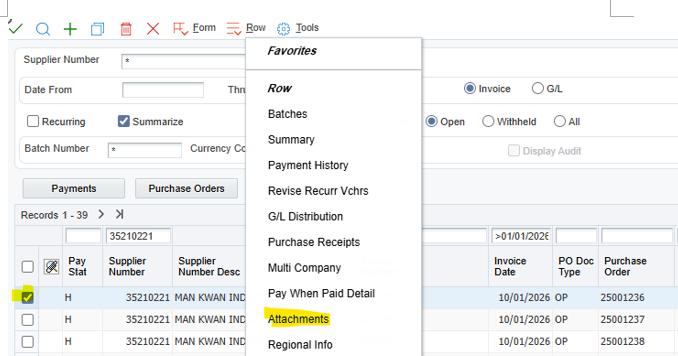 Form Row Tools
Favorites
Supplier Number *
Date From Thr Invoice G/L
Row
Batches
Recurring Summarize Open Withheld All
Summary
Batch Number * Currency Co Display Audit
Payment History
Payments Purchase Orders
Revise Recurr Vchrs
Records 1 - 39
G/L Distribution
35210221 >01/01/2026
Purchase Receipts
Pay Stat Supplier Number Supplier Number Desc Invoice Date PO Doc Type Purchase Order
Multi Company
Pay When Paid Detail
H 35210221 MAN KWAN IND 10/01/2026 OP 25001236
Attachments
H 35210221 MAN KWAN IND 10/01/2026 OP 25001237
Regional Info
H 35210221 MAN KWAN IND 10/01/2026 OP 25001238